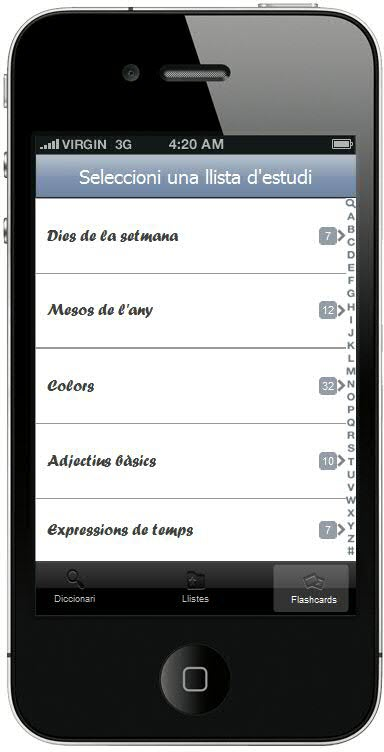 VIRGIN 3G 4:20 AM
Seleccioni una llista d'estudi
Dies de la setmana 7
Mesos de l'any 12
Colors 32
Adjectius bàsics 10
Expressions de temps 7
A
B
C
D
E
F
G
H
I
J
K
L
M
N
O
P
Q
R
S
T
U
V
W
X
Y
Z
#
Diccionari Llistes Flashcards